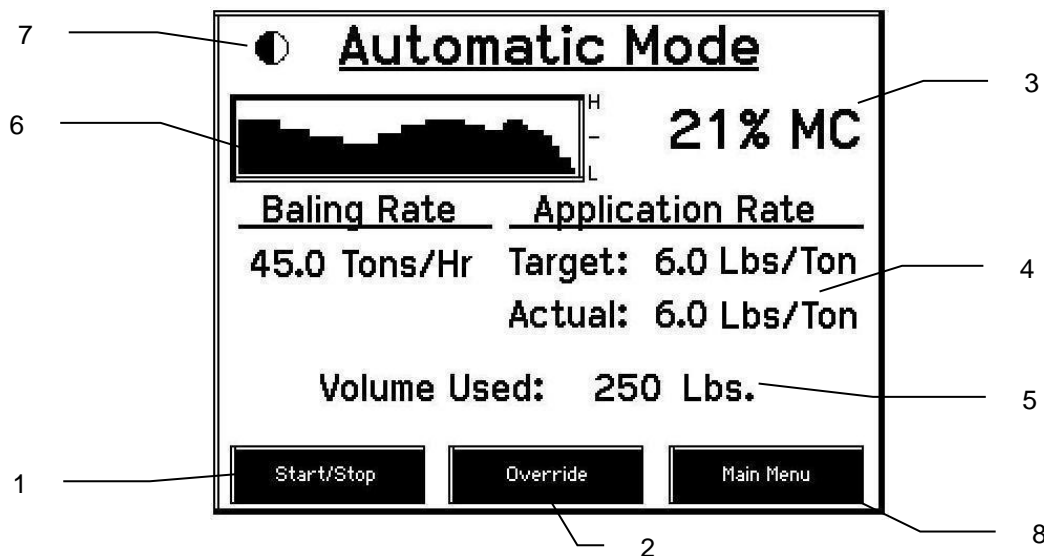 7
Automatic Mode
H
–
L
21% MC
3
6
Baling Rate
Application Rate
45.0 Tons/Hr
Target: 6.0 Lbs/Ton
Actual: 6.0 Lbs/Ton
4
Volume Used: 250 Lbs.
5
1
Start/Stop
Override
Main Menu
2
8